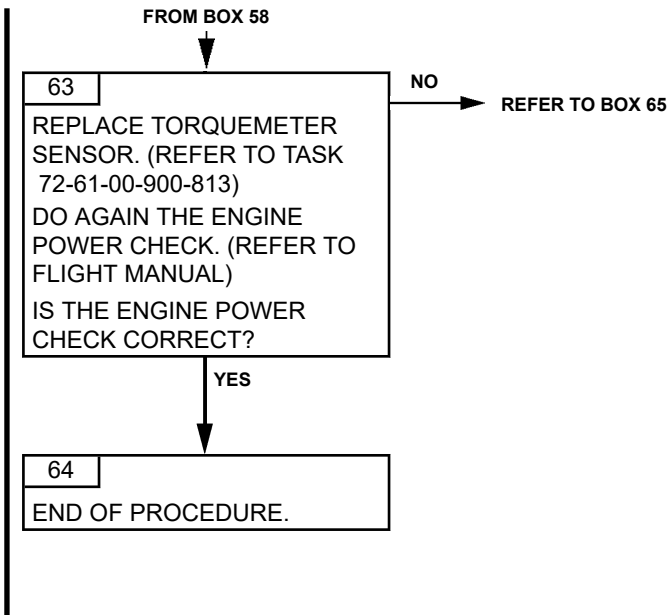 FROM BOX 58
63
NO
REFER TO BOX 65
REPLACE TORQUEMETER
SENSOR. (REFER TO TASK
72-61-00-900-813)
DO AGAIN THE ENGINE
POWER CHECK. (REFER TO
FLIGHT MANUAL)
IS THE ENGINE POWER
CHECK CORRECT?
YES
64
END OF PROCEDURE.